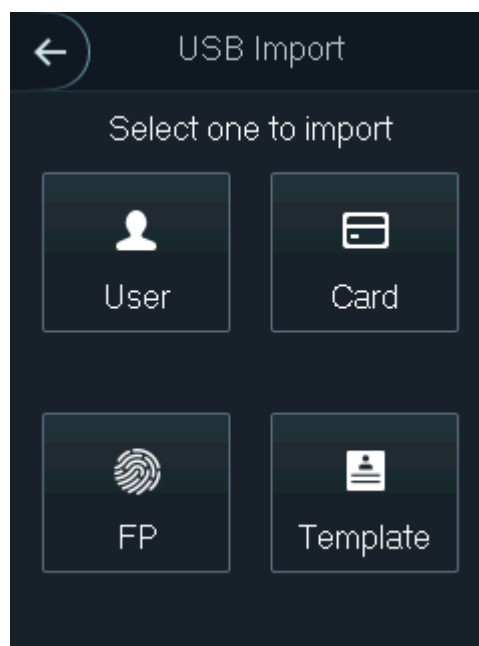 USB Import
Select one to import
User
Card
FP
Template